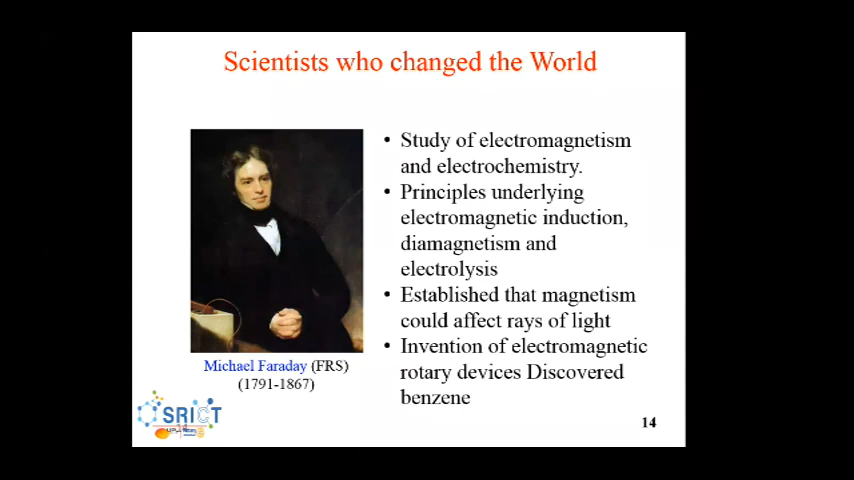 Scientists who changed the World
• Study of electromagnetism
and electrochemistry.
• Principles underlying
electromagnetic induction,
diamagnetism and
electrolysis
• Established that magnetism
could affect rays of light
• Invention of electromagnetic
rotary devices Discovered
benzene
Michael Faraday (FRS)
(1791-1867)
SRICT
14